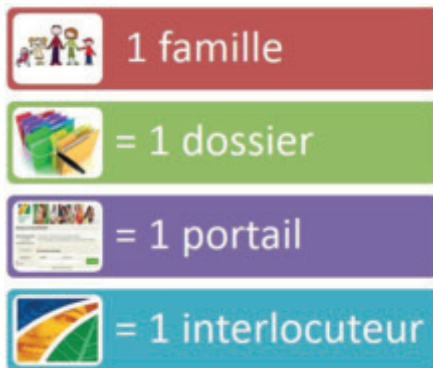 1 famille
= 1 dossier
= 1 portail
= 1 interlocuteur